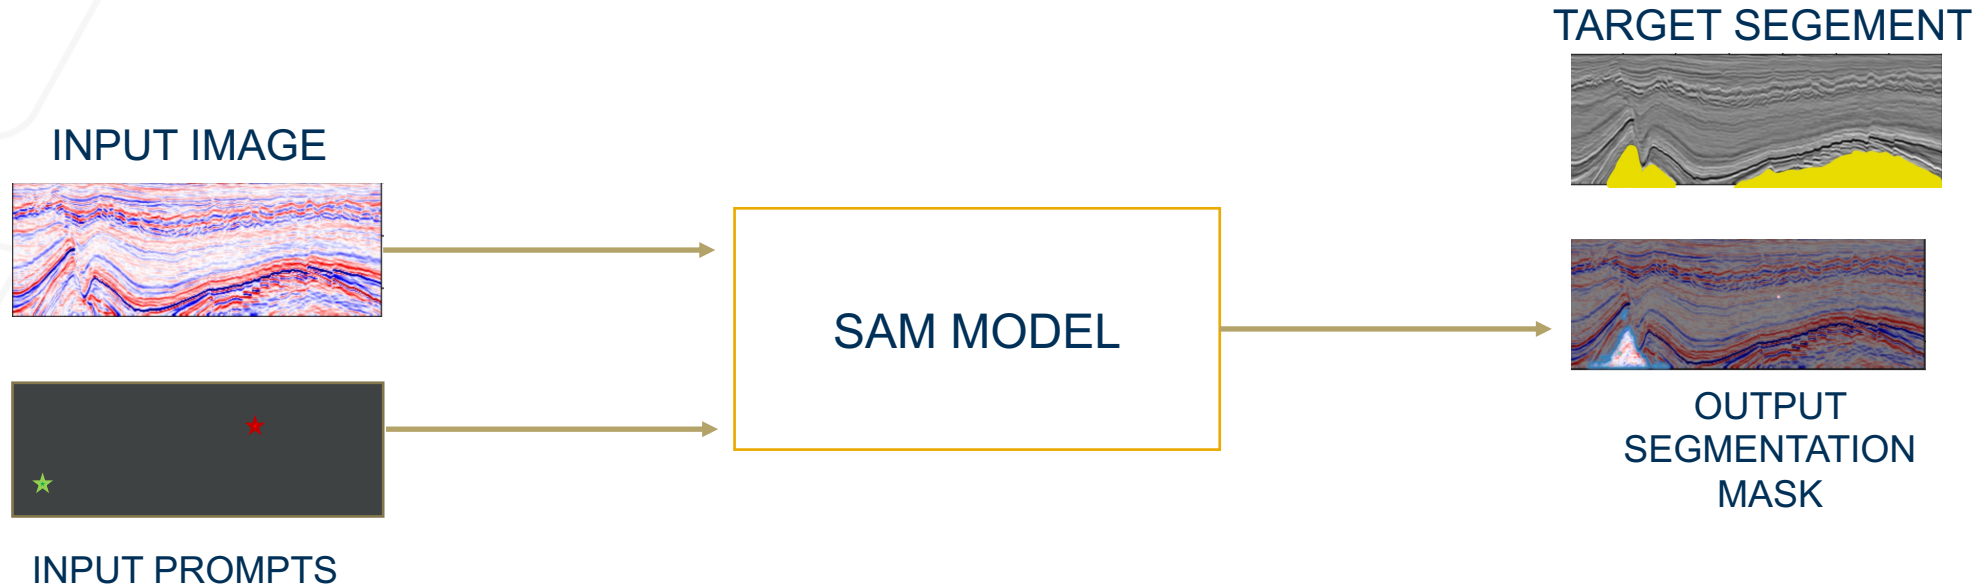 INPUT IMAGE
INPUT PROMPTS
SAM MODEL
TARGET SEGEMENT
OUTPUT
SEGMENTATION
MASK